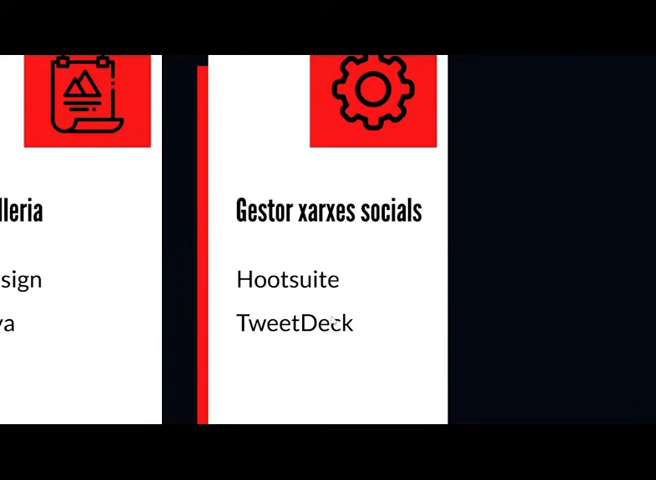 lleria
sign
va
Gestor xarxes socials
Hootsuite
TweetDeck